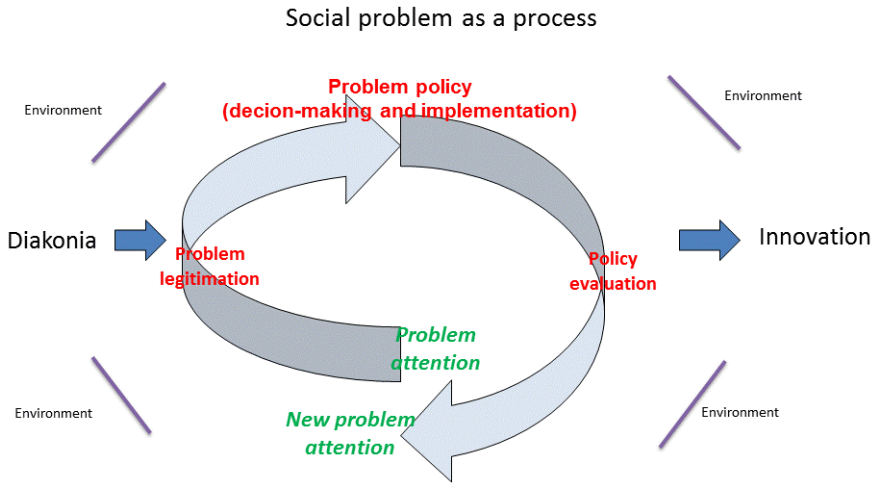 Social problem as a process
Problem policy
(decion-making and implementation)
Environment
Environment
Diakonia
Innovation
Problem
legitimation
Policy
evaluation
Problem
attention
New problem
attention
Environment
Environment